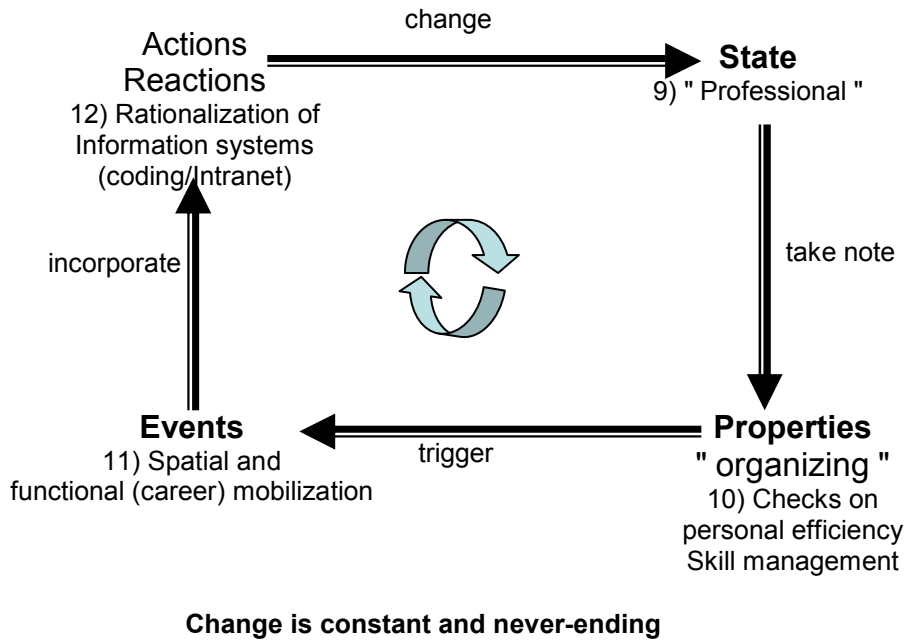 change
Actions
Reactions
12) Rationalization of
Information systems
(coding/Intranet)
State
9) " Professional "
incorporate
take note
Events
11) Spatial and
functional (career) mobilization
trigger
Properties
" organizing "
10) Checks on
personal efficiency
Skill management
Change is constant and never-ending